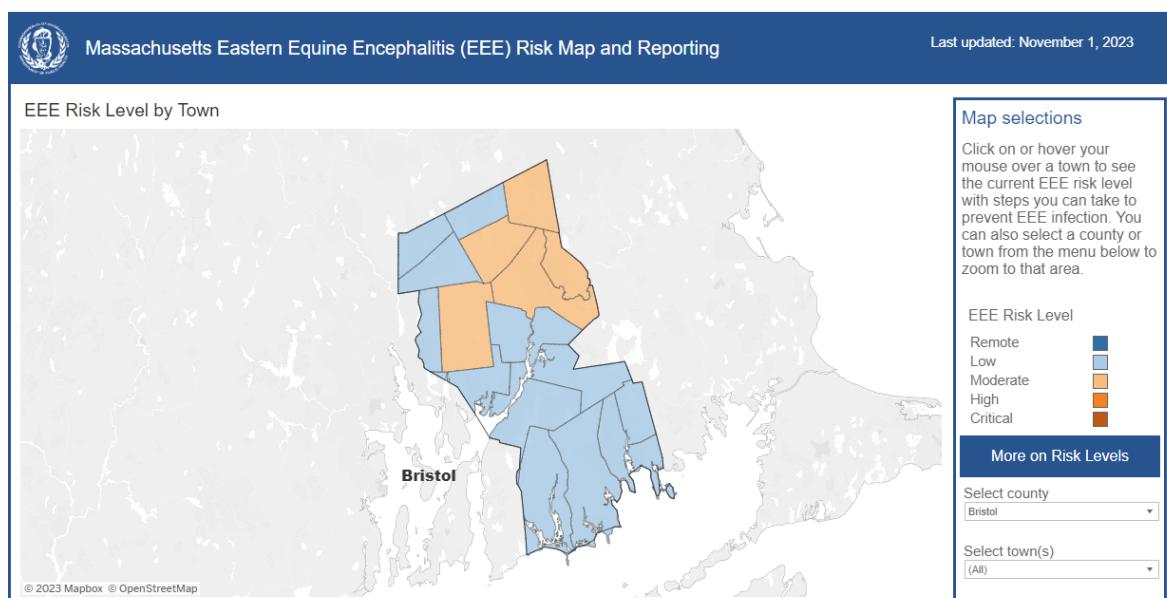 Massachusetts Eastern Equine Encephalitis (EEE) Risk Map and Reporting
Last updated: November 1, 2023
EEE Risk Level by Town
Bristol
© 2023 Mapbox © OpenStreetMap
Map selections
Click on or hover your
mouse over a town to see
the current EEE risk level
with steps you can take to
prevent EEE infection. You
can also select a county or
town from the menu below to
zoom to that area.
EEE Risk Level
Remote
Low
Moderate
High
Critical
More on Risk Levels
Select county
Bristol
Select town(s)
(All)